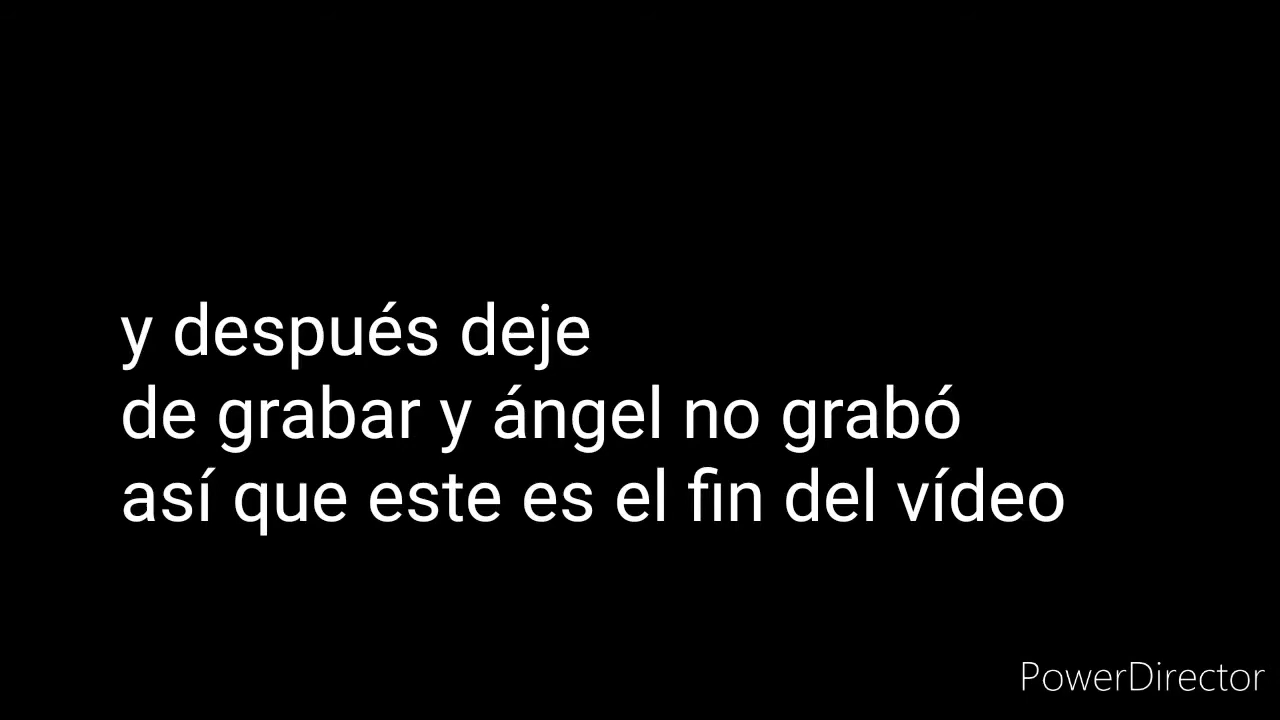 y después deje
de grabar y ángel no grabó
así que este es el fin del vídeo
PowerDirector